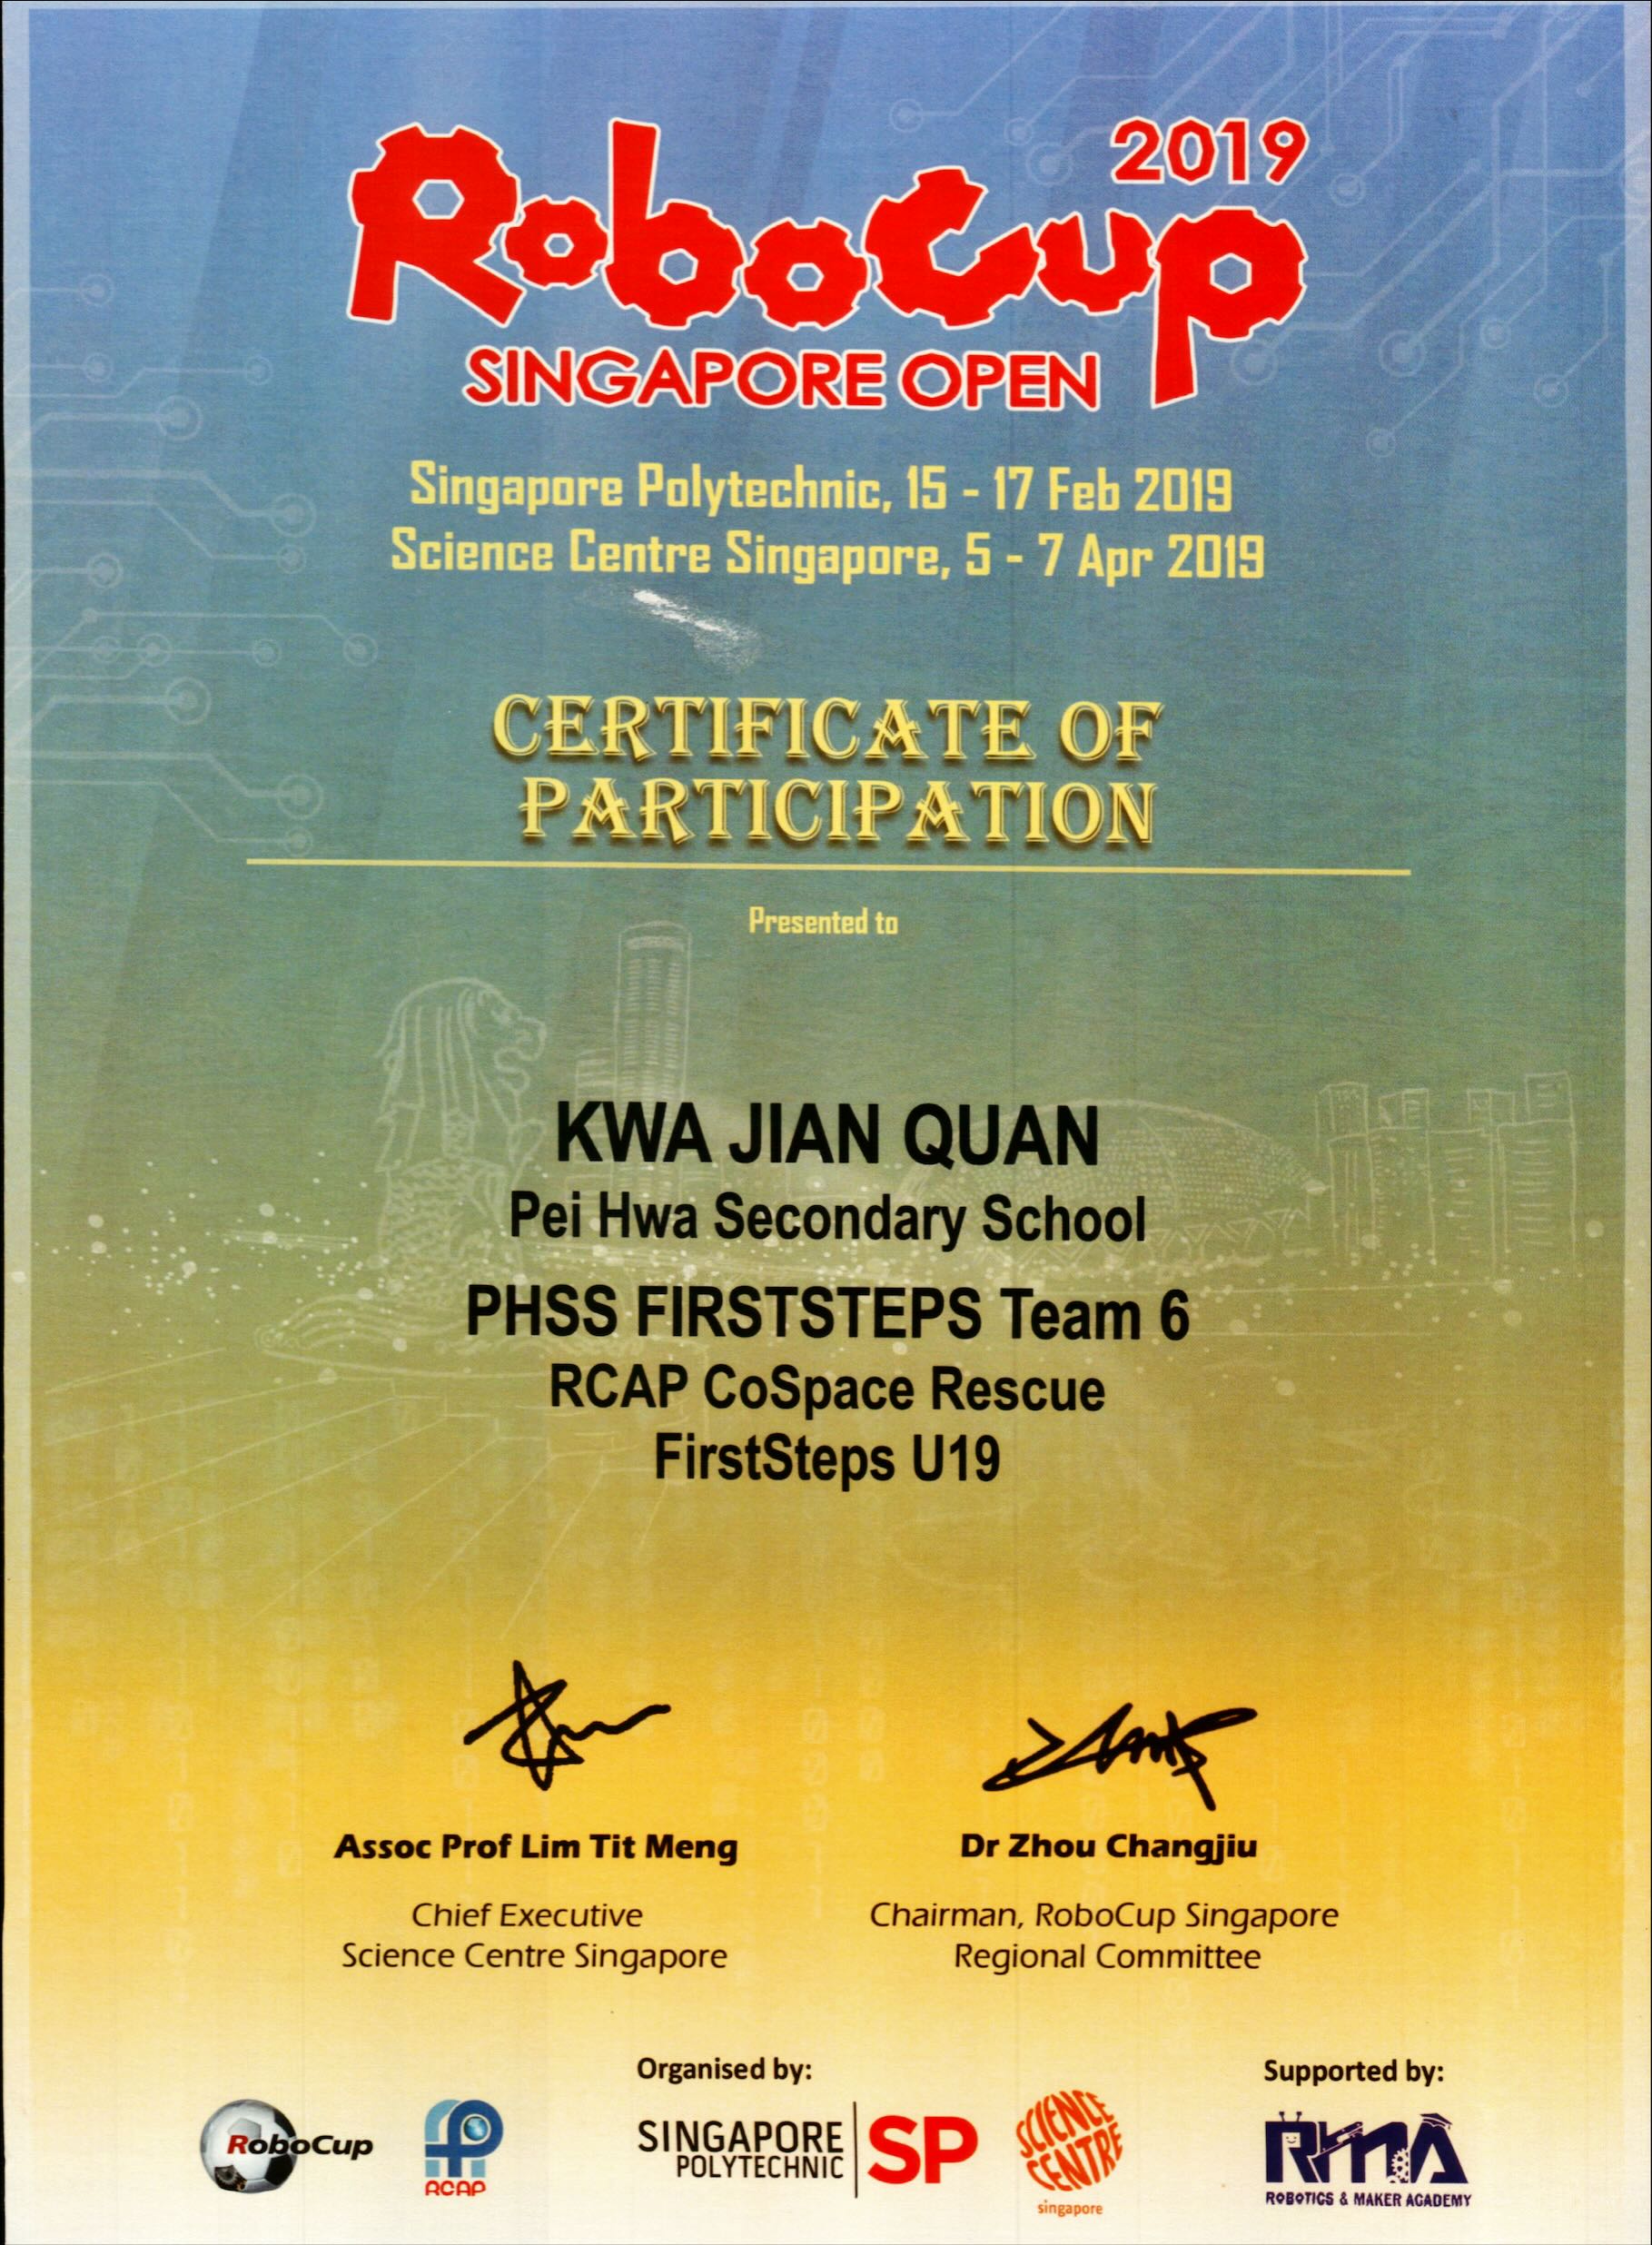 2019
RoboCup
SINGAPORE OPEN
Singapore Polytechnic, 15 - 17 Feb 2019
Science Centre Singapore, 5 - 7 Apr 2019
CERTIFICATE OF
PARTICIPATION
Presented to
KWA JIAN QUAN
Pei Hwa Secondary School
PHSS FIRSTSTEPS Team 6
RCAP CoSpace Rescue
FirstSteps U19
Assoc Prof Lim Tit Meng
Chief Executive
Science Centre Singapore
Dr Zhou Changjiu
Chairman, RoboCup Singapore
Regional Committee
RoboCup
RCAP
Organised by:
SINGAPORE
POLYTECHNIC
SP
SCIENCE
CENTRE
singapore
Supported by:
RMA
ROBOTICS & MAKER ACADEMY